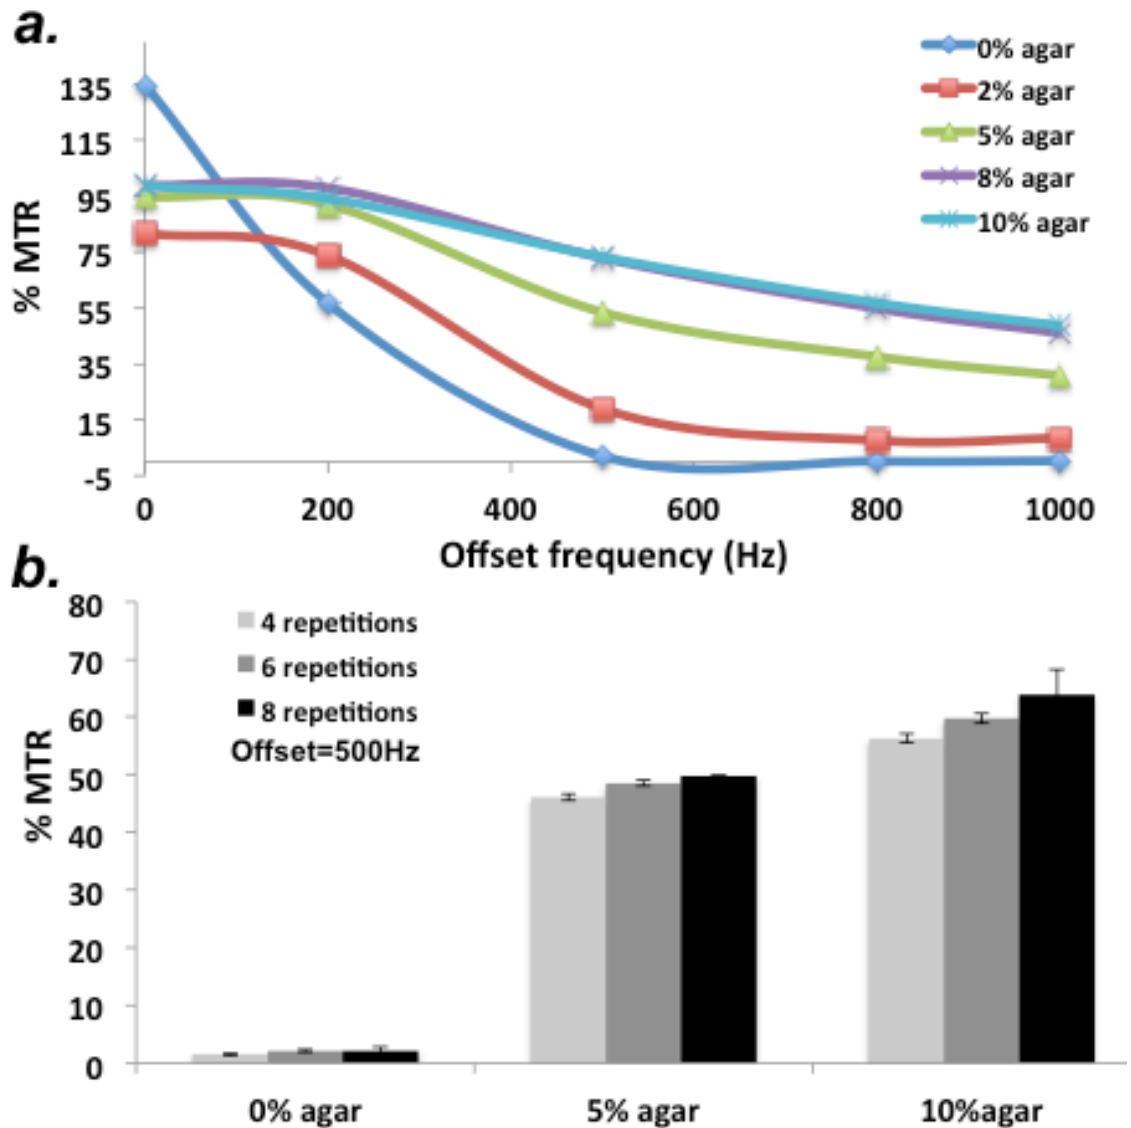 a.
% MTR
135
115
95
75
55
35
15
-5
0 200 400 600 800 1000
Offset frequency (Hz)
0% agar
2% agar
5% agar
8% agar
10% agar
b.
% MTR
80
70
60
50
40
30
20
10
0
4 repetitions
6 repetitions
8 repetitions
Offset=500Hz
0% agar 5% agar 10%agar